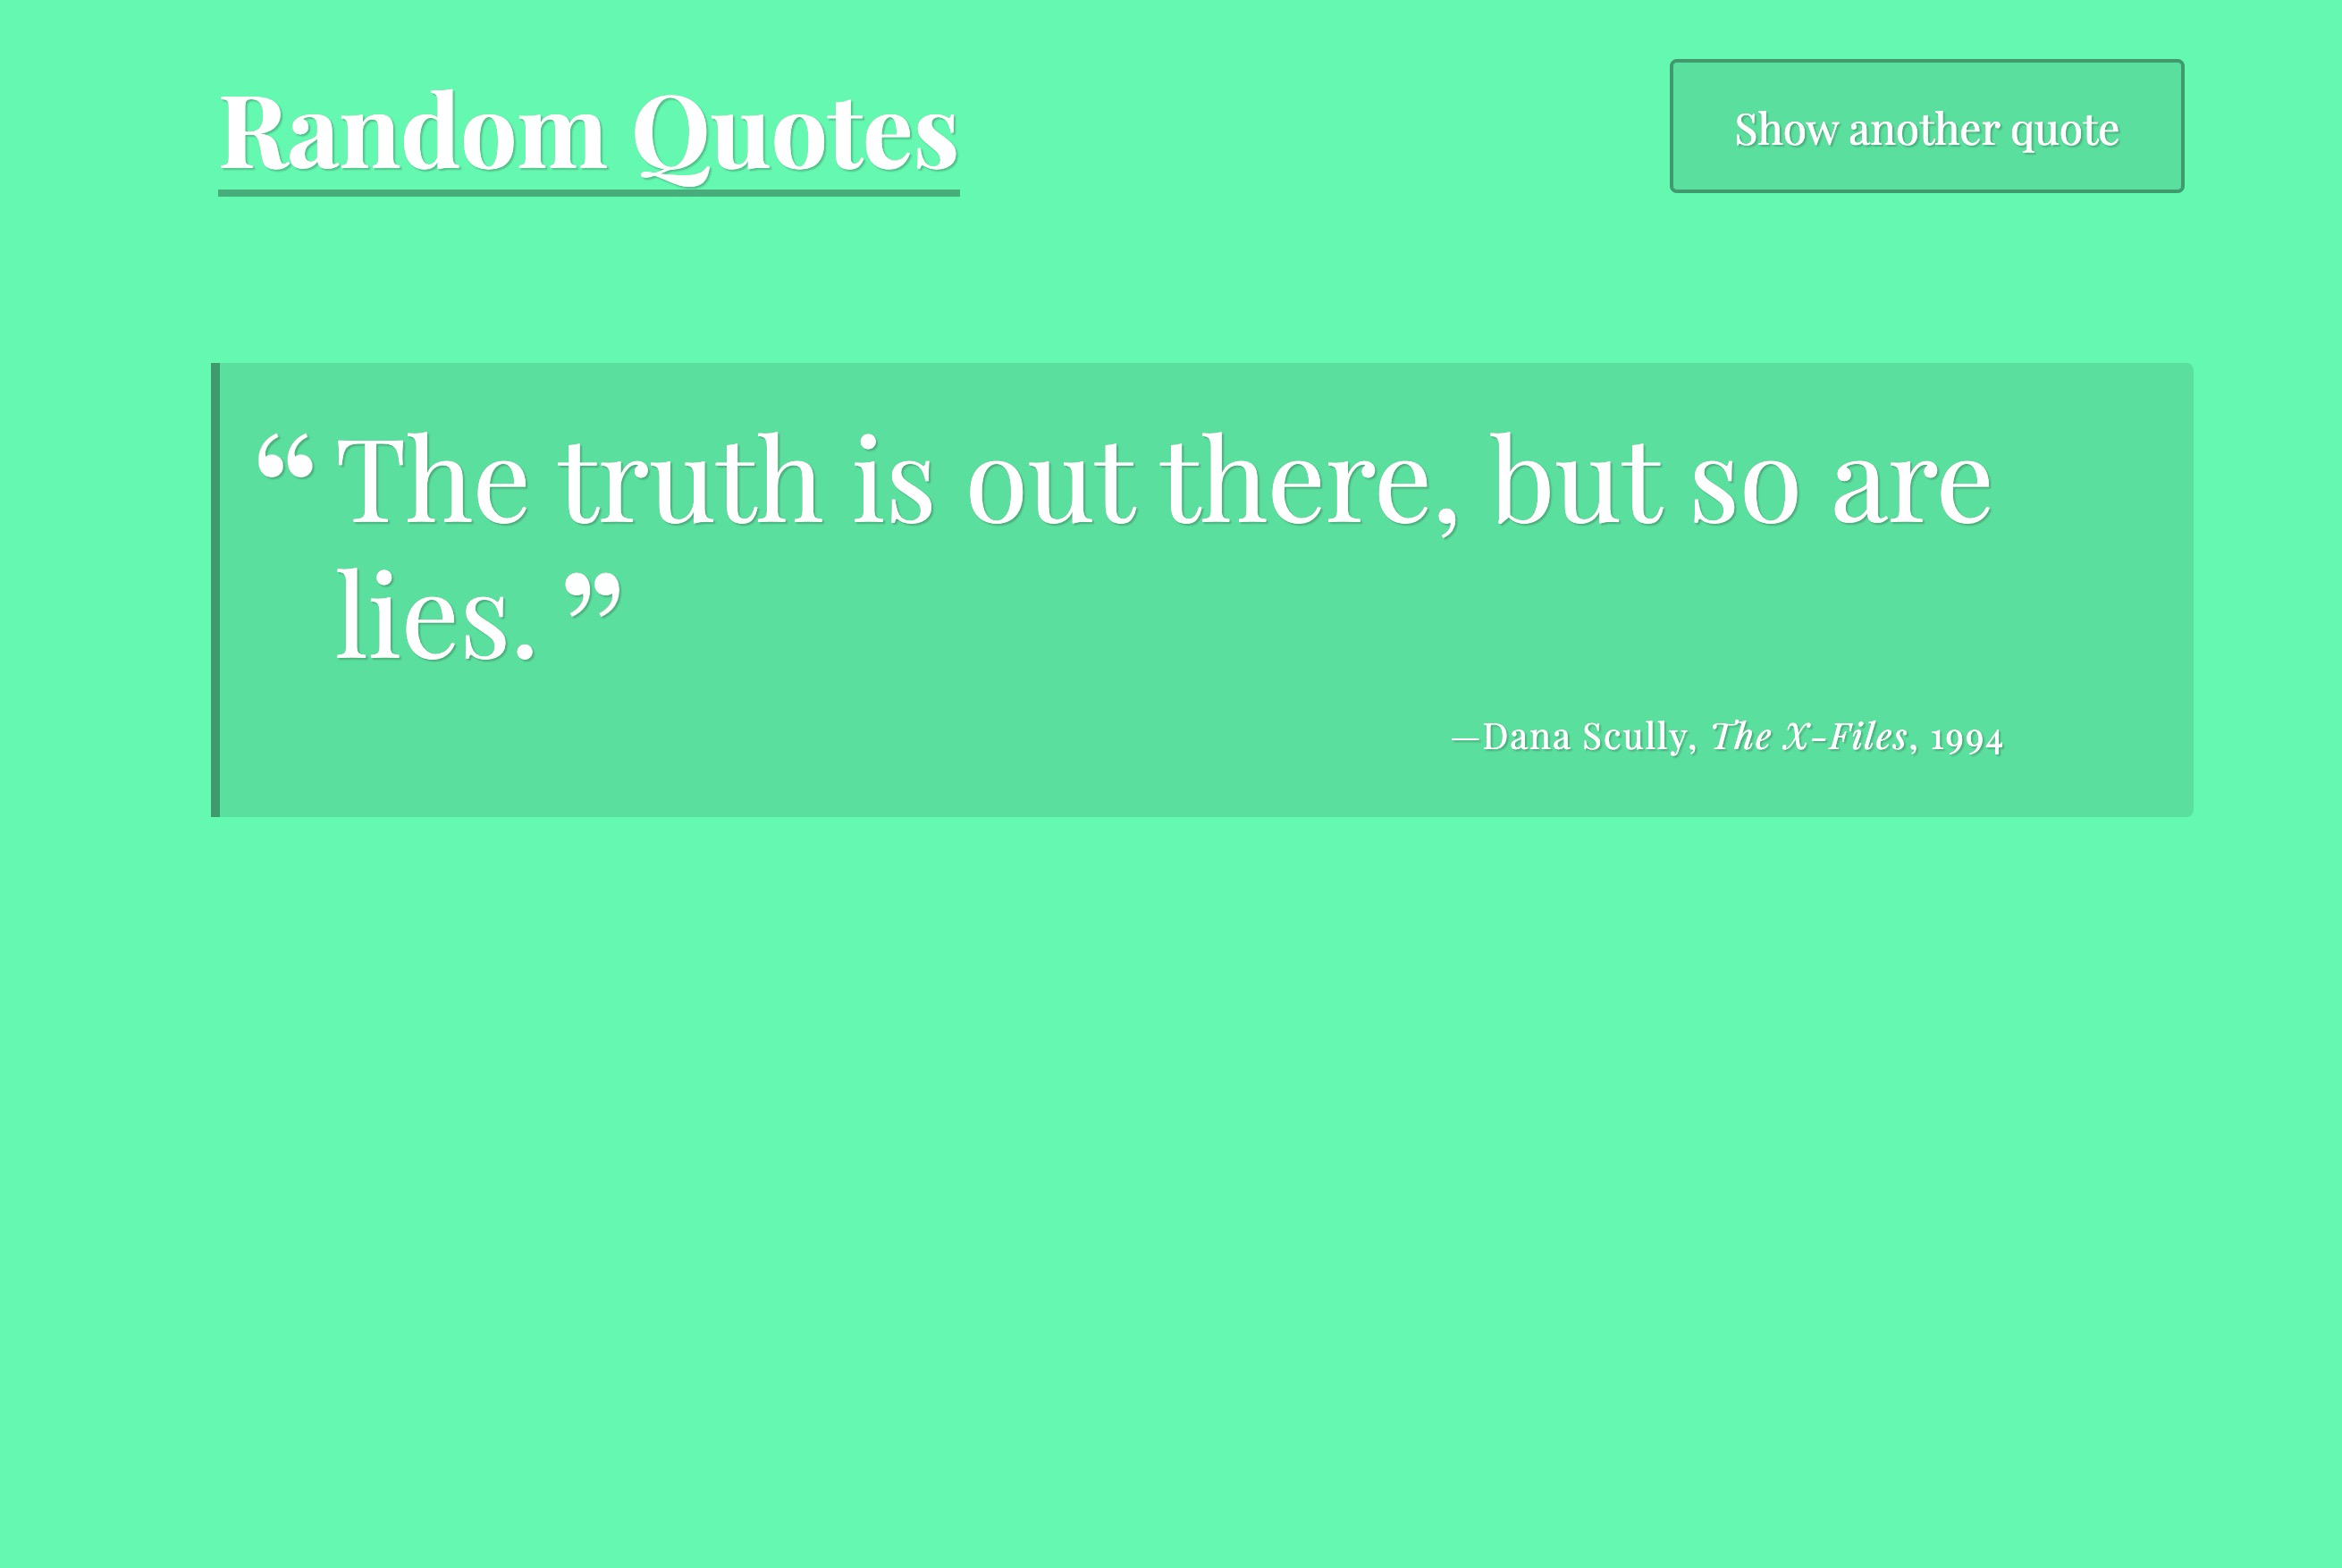 Random Quotes
Show another quote
“ The truth is out there, but so are
lies. ”
—Dana Scully, The X-Files, 1994